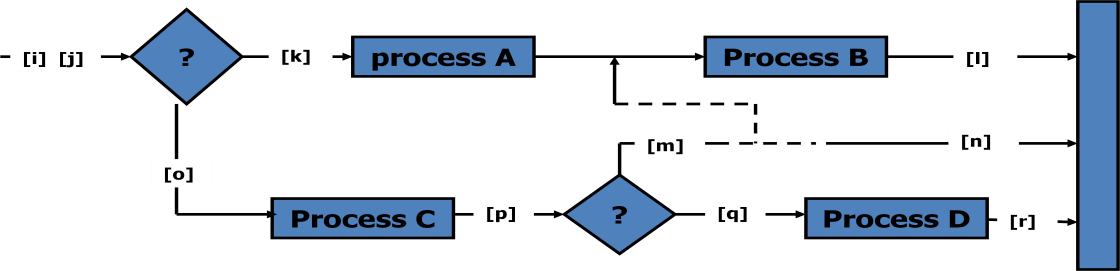 [i] [j] ? [k] process A Process B [l]
[m] [n]
[o]
Process C [p] ? [q] Process D [r]